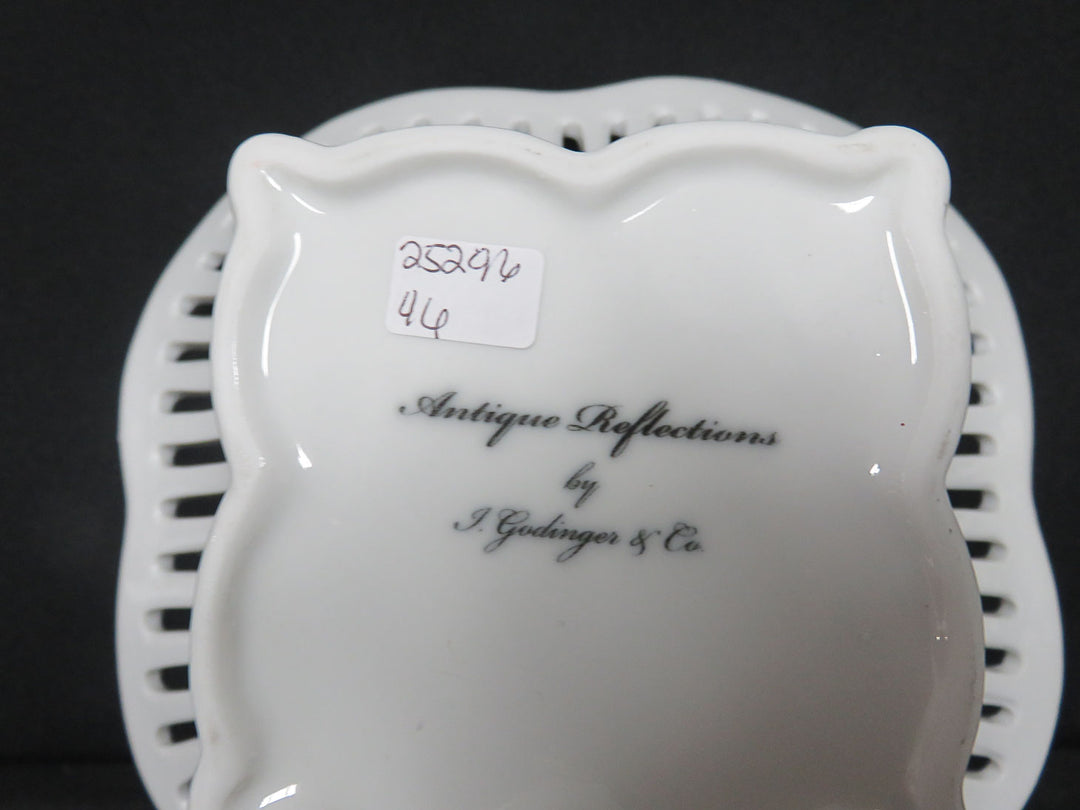 25296
46
Antique Reflections
by
J. Godinger & Co.